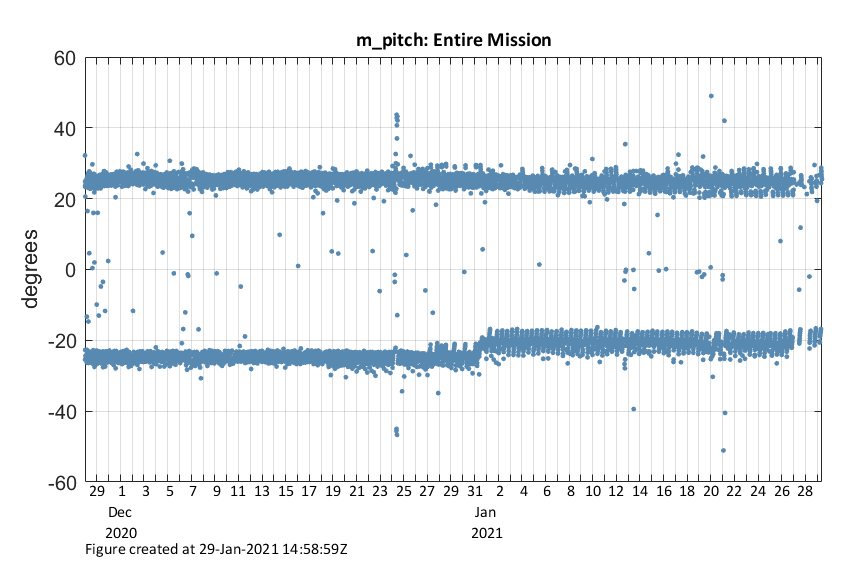 m_pitch: Entire Mission
60
40
20
0
-20
-40
-60
degrees
29 1 3 5 7 9 11 13 15 17 19 21 23 25 27 29 31 2 4 6 8 10 12 14 16 18 20 22 24 26 28
Dec Jan
2020 2021
Figure created at 29-Jan-2021 14:58:59Z